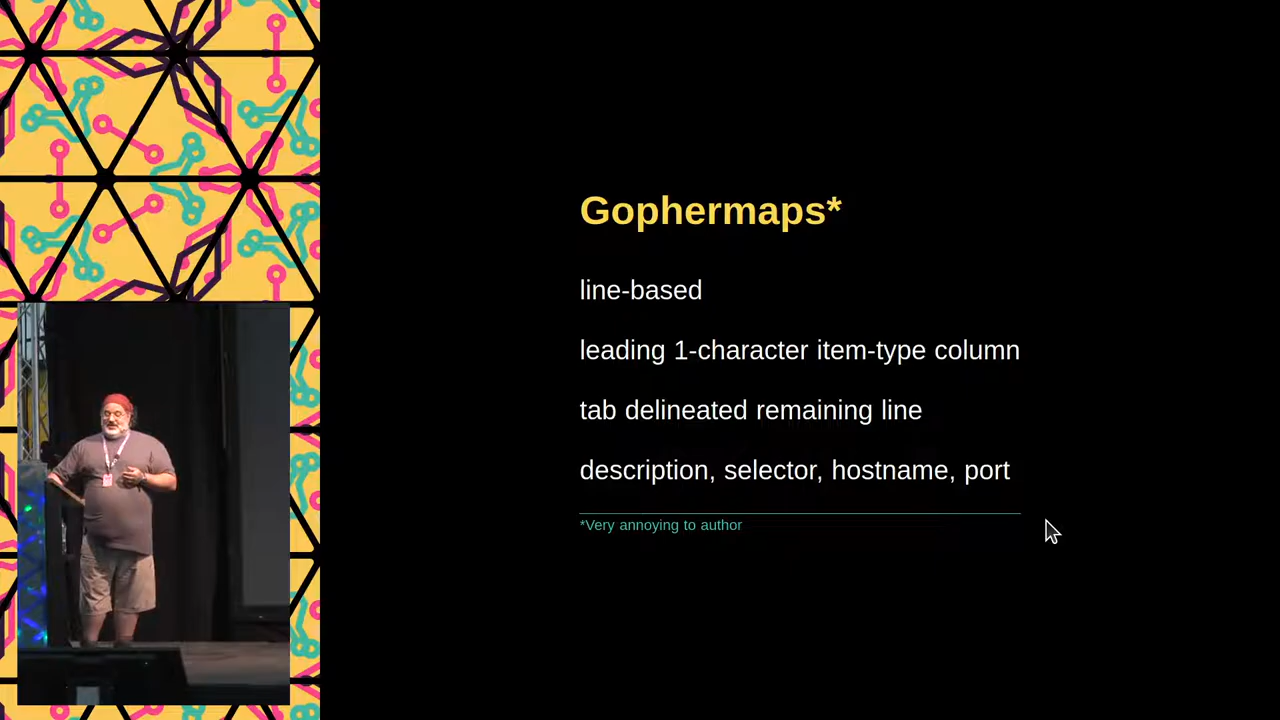 Gophermaps*
line-based
leading 1-character item-type column
tab delineated remaining line
description, selector, hostname, port
*Very annoying to author